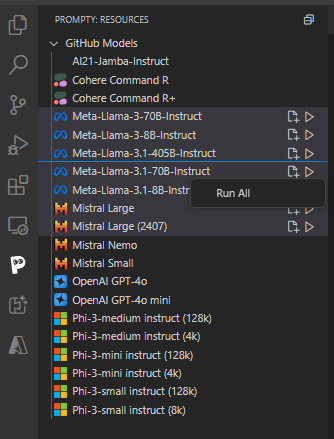 PROMPTY: RESOURCES
GitHub Models
AI21-Jamba-Instruct
Cohere Command R
Cohere Command R+
Meta-Llama-3-70B-Instruct
Meta-Llama-3-8B-Instruct
Meta-Llama-3.1-405B-Instruct
Meta-Llama-3.1-70B-Instruct
Meta-Llama-3.1-8B-Instr
Run All
Mistral Large
Mistral Large (2407)
Mistral Nemo
Mistral Small
OpenAI GPT-4o
OpenAI GPT-4o mini
Phi-3-medium instruct (128k)
Phi-3-medium instruct (4k)
Phi-3-mini instruct (128k)
Phi-3-mini instruct (4k)
Phi-3-small instruct (128k)
Phi-3-small instruct (8k)